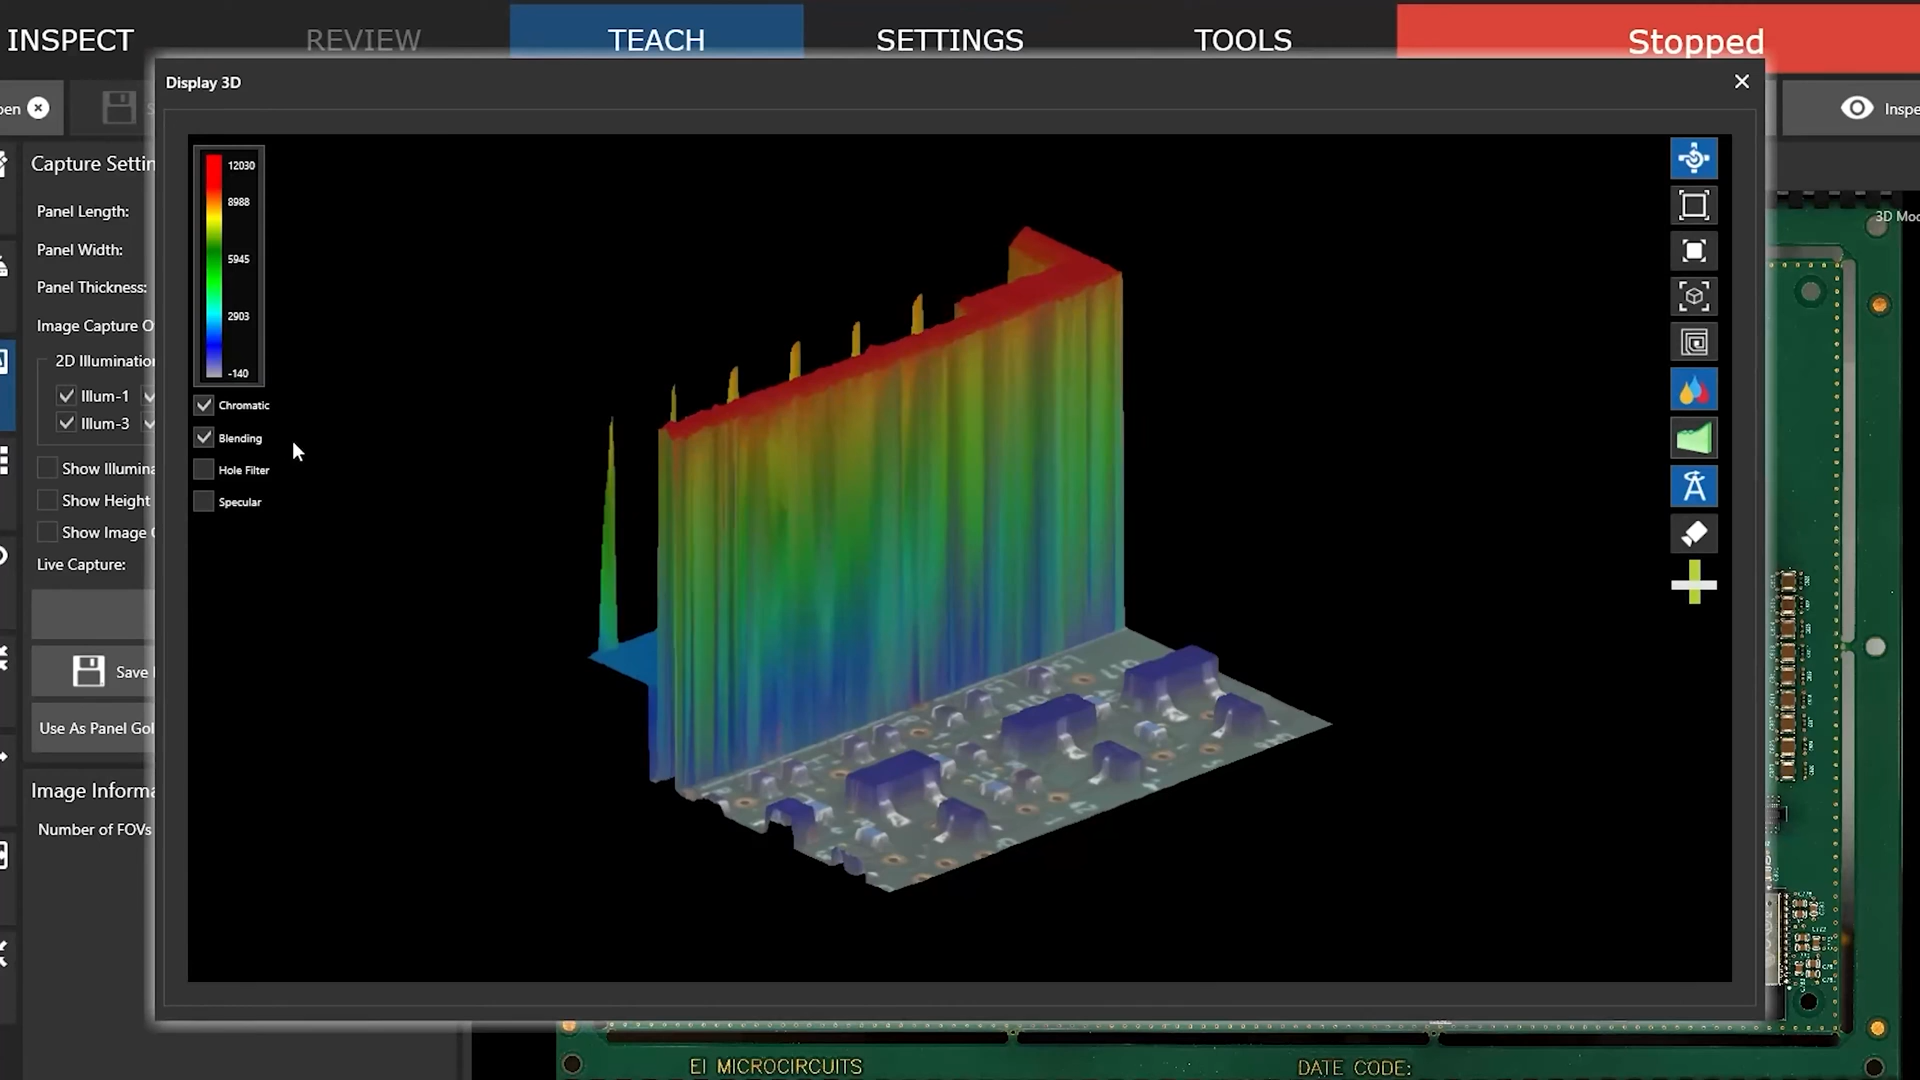 INSPECT
REVIEW
TEACH
SETTINGS
TOOLS
Stopped
Display 3D
pen
Inspe
Capture Settin
Panel Length:
Panel Width:
Panel Thickness:
Image Capture O
2D Illumination
Illum-1
Illum-3
Show Illumina
Show Height
Show Image
Live Capture:
Save
Use As Panel Gol
Image Informa
Number of FOVs
12030
8988
5945
2903
-140
Chromatic
Blending
Hole Filter
Specular
3D Mod
EI MICROCIRCUITS
DATE CODE: